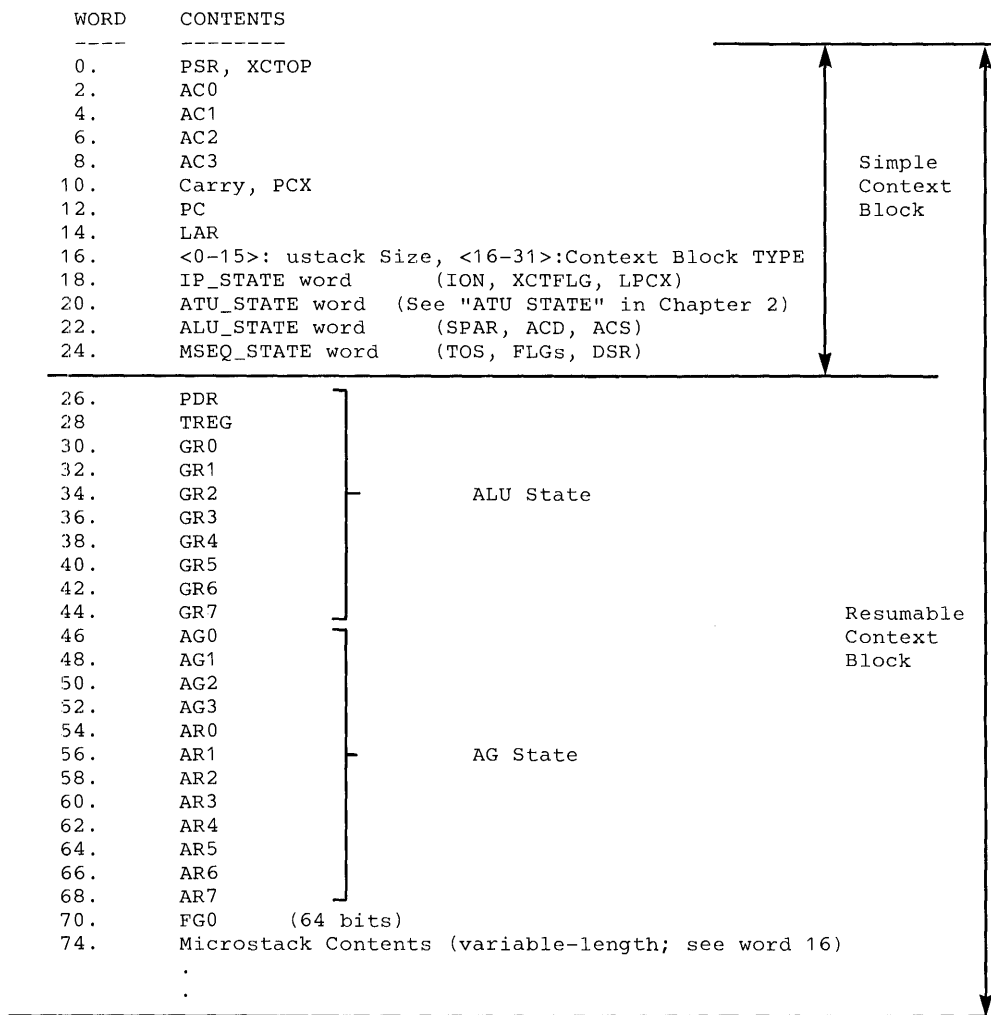 WORD CONTENTS
---- --------
0. PSR, XCTOP
2. AC0
4. AC1
6. AC2
8. AC3
10. Carry, PCX
12. PC
14. LAR
16. <0-15>: ustack Size, <16-31>:Context Block TYPE
18. IP_STATE word (ION, XCTFLG, LPCX)
20. ATU_STATE word (See "ATU STATE" in Chapter 2)
22. ALU_STATE word (SPAR, ACD, ACS)
24. MSEQ_STATE word (TOS, FLGs, DSR)
Simple
Context
Block
26. PDR
28 TREG
30. GR0
32. GR1
34. GR2
36. GR3
38. GR4
40. GR5
42. GR6
44. GR7
ALU State
46 AG0
48. AG1
50. AG2
52. AG3
54. AR0
56. AR1
58. AR2
60. AR3
62. AR4
64. AR5
66. AR6
68. AR7
AG State
70. FG0 (64 bits)
74. Microstack Contents (variable-length; see word 16)
.
.
Resumable
Context
Block